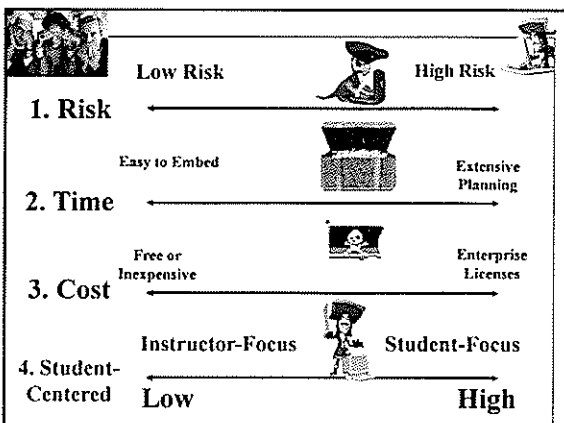 Low Risk
High Risk
1. Risk
Easy to Embed
Extensive
Planning
2. Time
Free or
Inexpensive
Enterprise
Licenses
3. Cost
Instructor-Focus
Student-Focus
4. Student-
Centered
Low
High